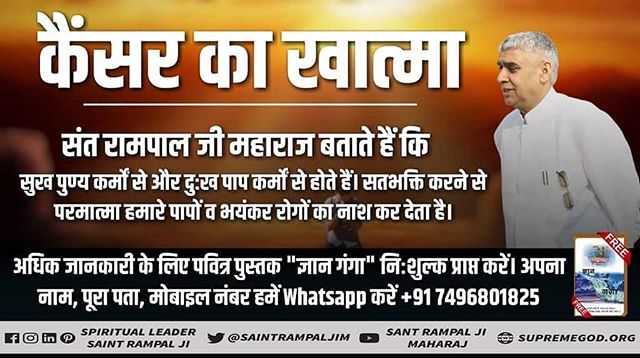 कैंसर का खात्मा
संत रामपाल जी महाराज बताते हैं कि
सुख पुण्य कर्मों से और दुःख पाप कर्मों से होते हैं। सतभक्ति करने से
परमात्मा हमारे पापों व भयंकर रोगों का नाश कर देता है।
अधिक जानकारी के लिए पवित्र पुस्तक "ज्ञान गंगा" नि:शुल्क प्राप्त करें। अपना
नाम, पूरा पता, मोबाइल नंबर हमें Whatsapp करें +91 7496801825
FREE
ज्ञान गंगा
FREE
SPIRITUAL LEADER
SAINT RAMPAL JI
@SAINTRAMPALJIM
SANT RAMPAL JI
MAHARAJ
SUPREMEGOD.ORG